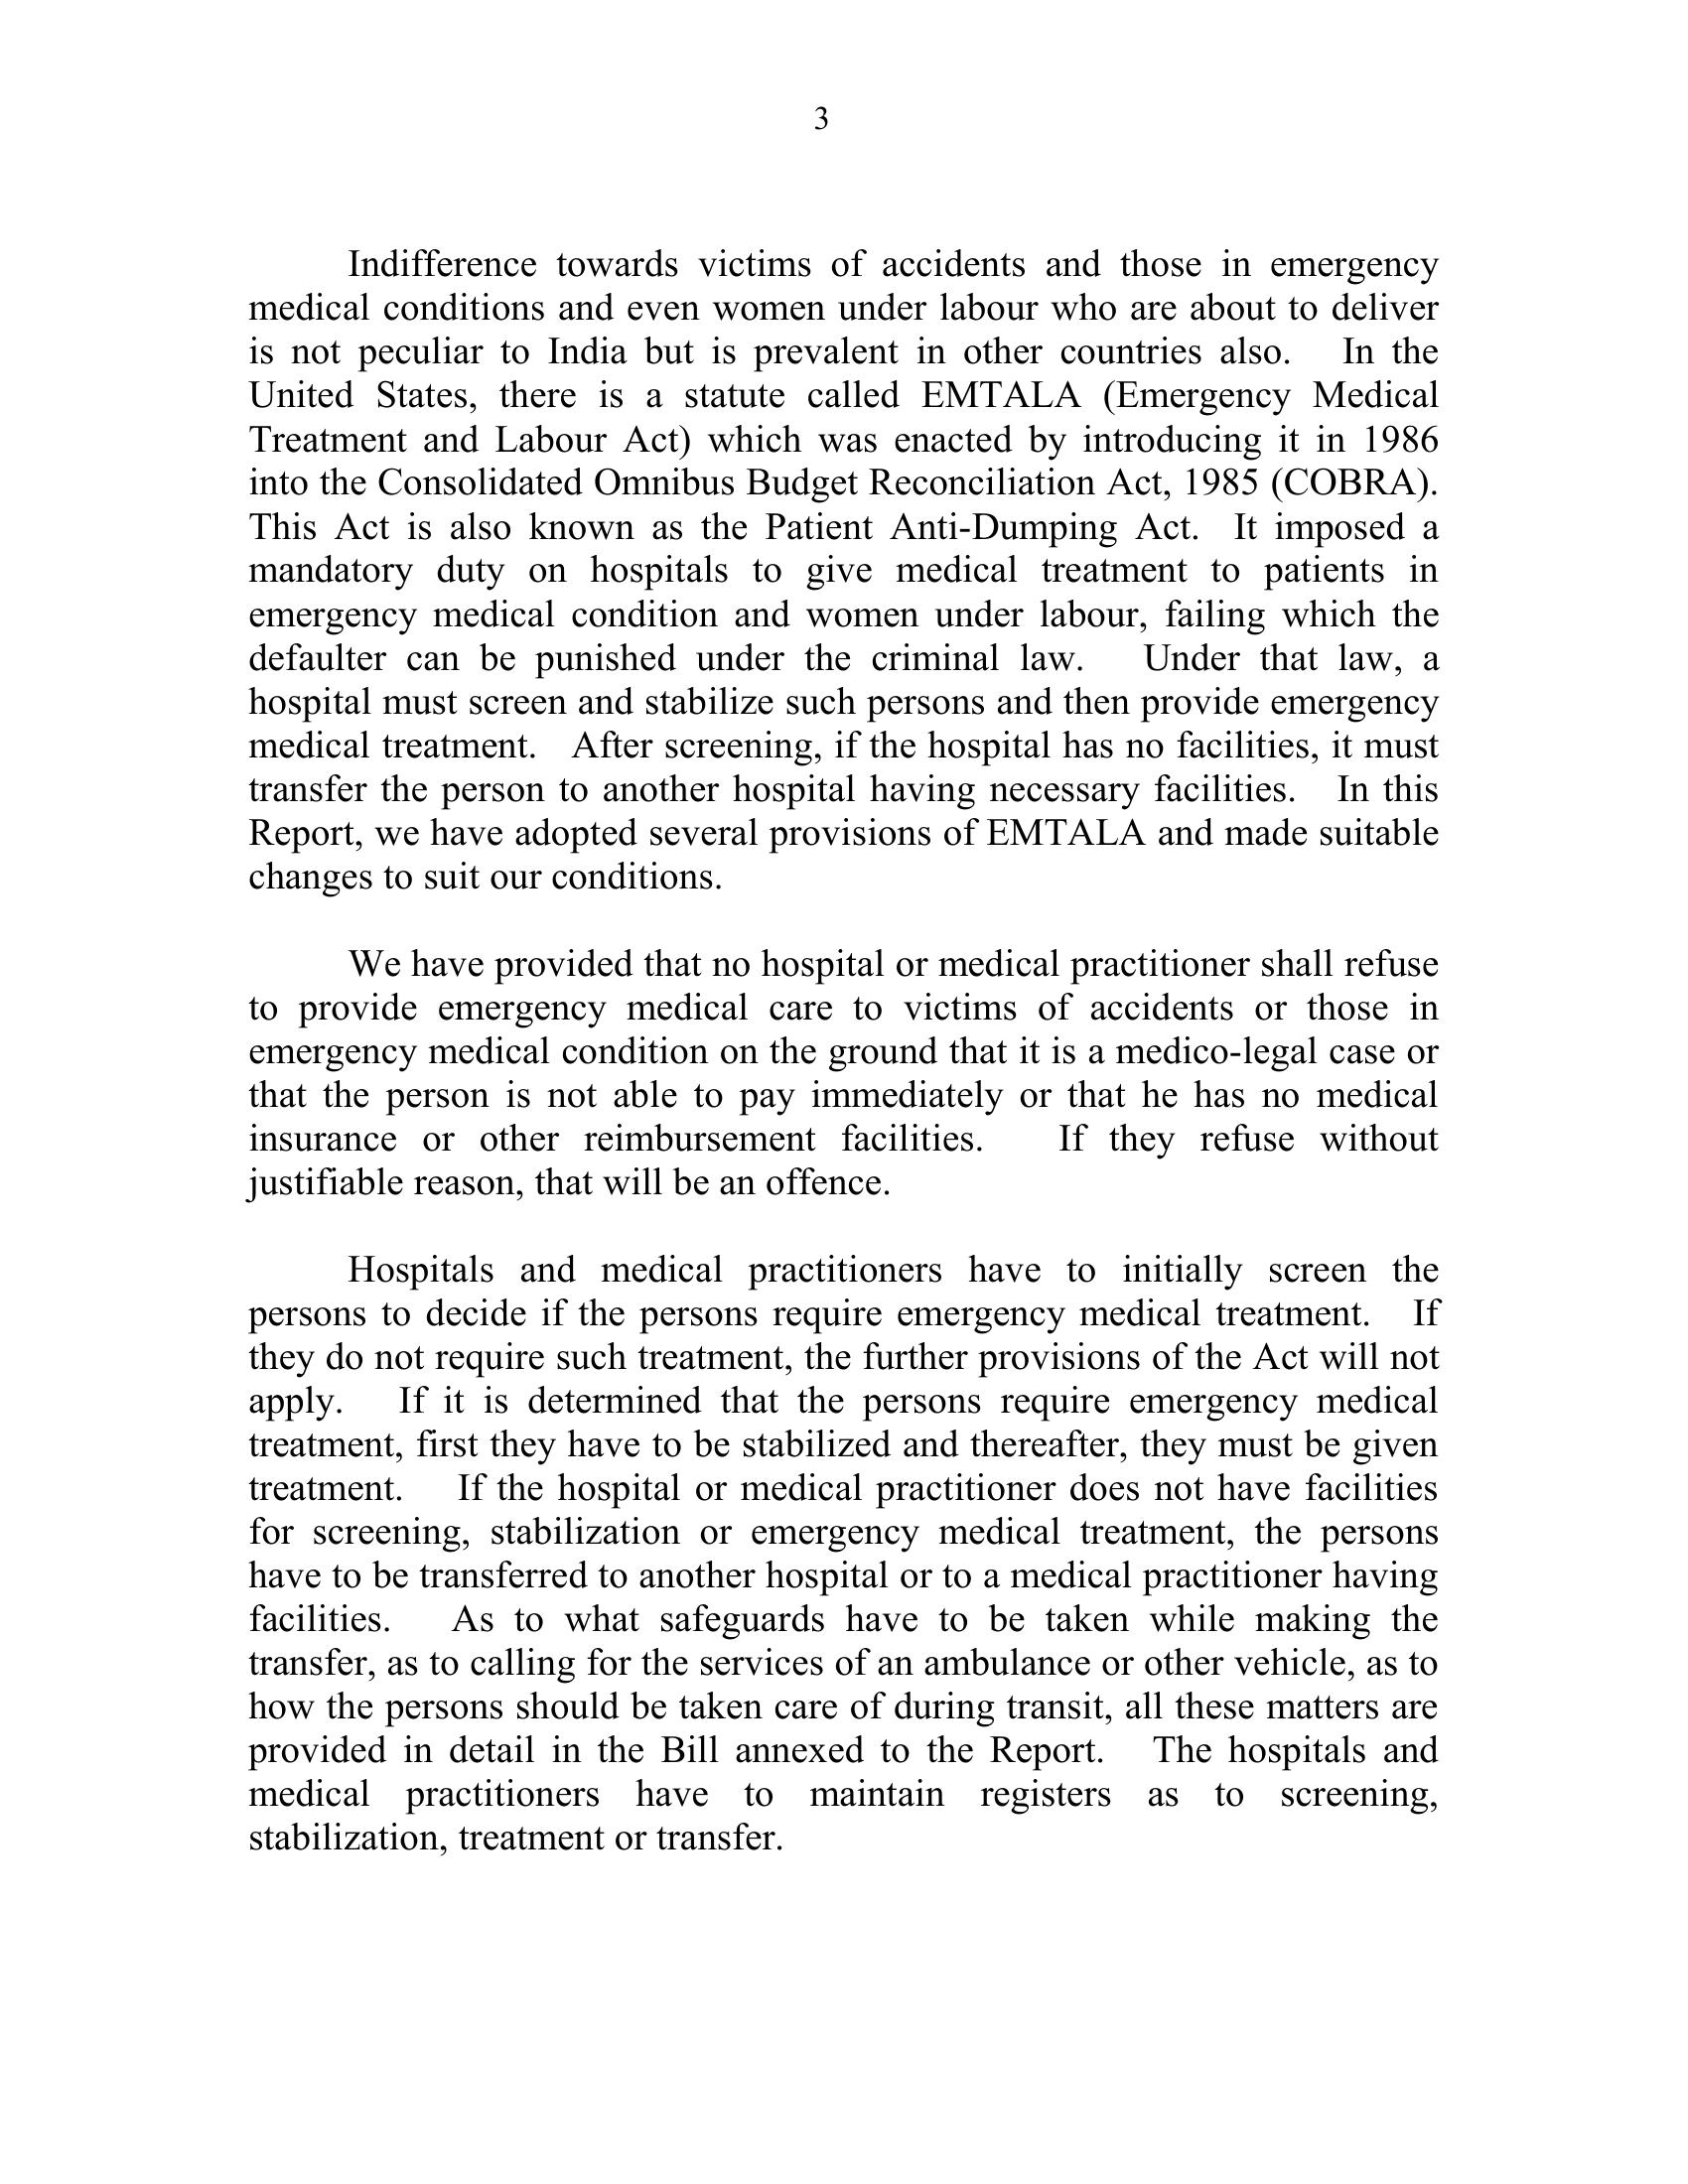 3
Indifference towards victims of accidents and those in emergency
medical conditions and even women under labour who are about to deliver
is not peculiar to India but is prevalent in other countries also. In the
United States, there is a statute called EMTALA (Emergency Medical
Treatment and Labour Act) which was enacted by introducing it in 1986
into the Consolidated Omnibus Budget Reconciliation Act, 1985 (COBRA).
This Act is also known as the Patient Anti-Dumping Act. It imposed a
mandatory duty on hospitals to give medical treatment to patients in
emergency medical condition and women under labour, failing which the
defaulter can be punished under the criminal law. Under that law, a
hospital must screen and stabilize such persons and then provide emergency
medical treatment. After screening, if the hospital has no facilities, it must
transfer the person to another hospital having necessary facilities. In this
Report, we have adopted several provisions of EMTALA and made suitable
changes to suit our conditions.
We have provided that no hospital or medical practitioner shall refuse
to provide emergency medical care to victims of accidents or those in
emergency medical condition on the ground that it is a medico-legal case or
that the person is not able to pay immediately or that he has no medical
insurance or other reimbursement facilities. If they refuse without
justifiable reason, that will be an offence.
Hospitals and medical practitioners have to initially screen the
persons to decide if the persons require emergency medical treatment. If
they do not require such treatment, the further provisions of the Act will not
apply. If it is determined that the persons require emergency medical
treatment, first they have to be stabilized and thereafter, they must be given
treatment. If the hospital or medical practitioner does not have facilities
for screening, stabilization or emergency medical treatment, the persons
have to be transferred to another hospital or to a medical practitioner having
facilities. As to what safeguards have to be taken while making the
transfer, as to calling for the services of an ambulance or other vehicle, as to
how the persons should be taken care of during transit, all these matters are
provided in detail in the Bill annexed to the Report. The hospitals and
medical practitioners have to maintain registers as to screening,
stabilization, treatment or transfer.